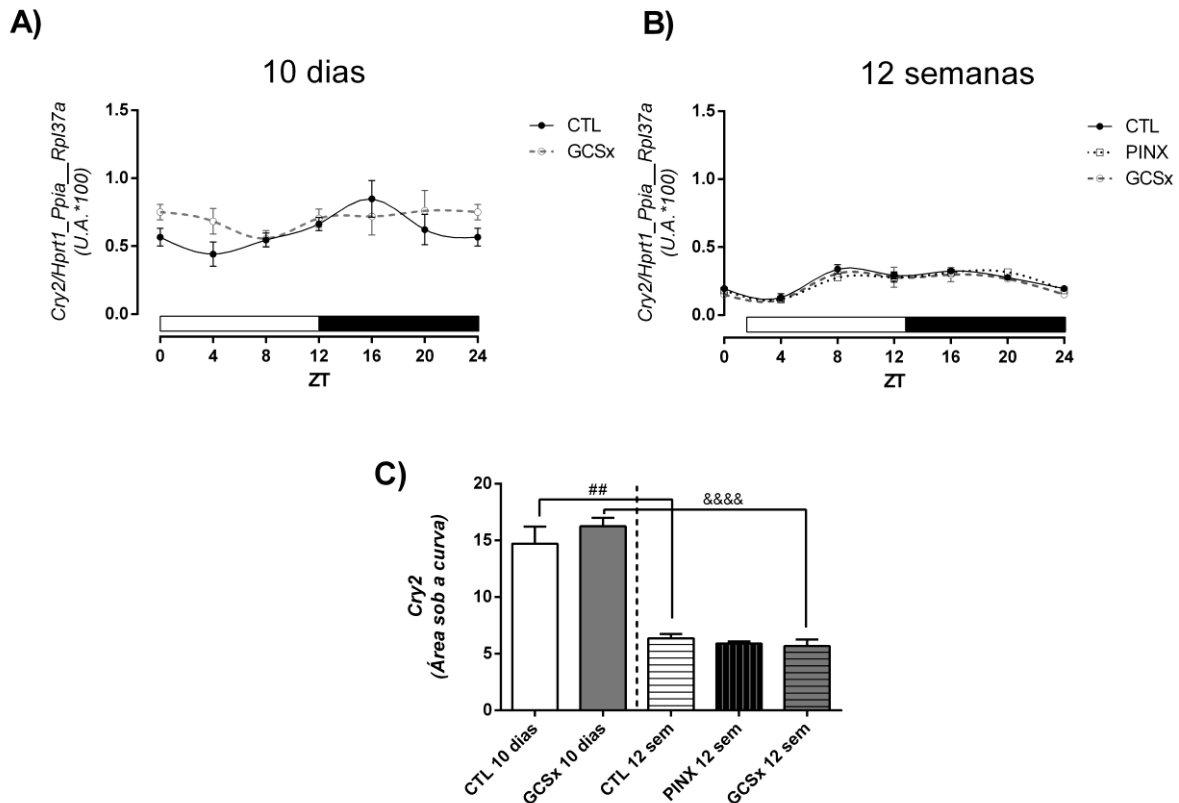 A)
10 dias
Cry2/Hprt1_Ppia__Rpl37a
(U.A.*100)
1.5
1.0
0.5
0.0
0 4 8 12 16 20 24
ZT
CTL
GCSx
B)
12 semanas
Cry2/Hprt1_Ppia__Rpl37a
(U.A.*100)
1.5
1.0
0.5
0.0
0 4 8 12 16 20 24
ZT
CTL
PINX
GCSx
C)
Cry2
(Área sob a curva)
20
15
10
5
0
##
&&&&
CTL 10 dias
GCSx 10 dias
CTL 12 sem
PINX 12 sem
GCSx 12 sem